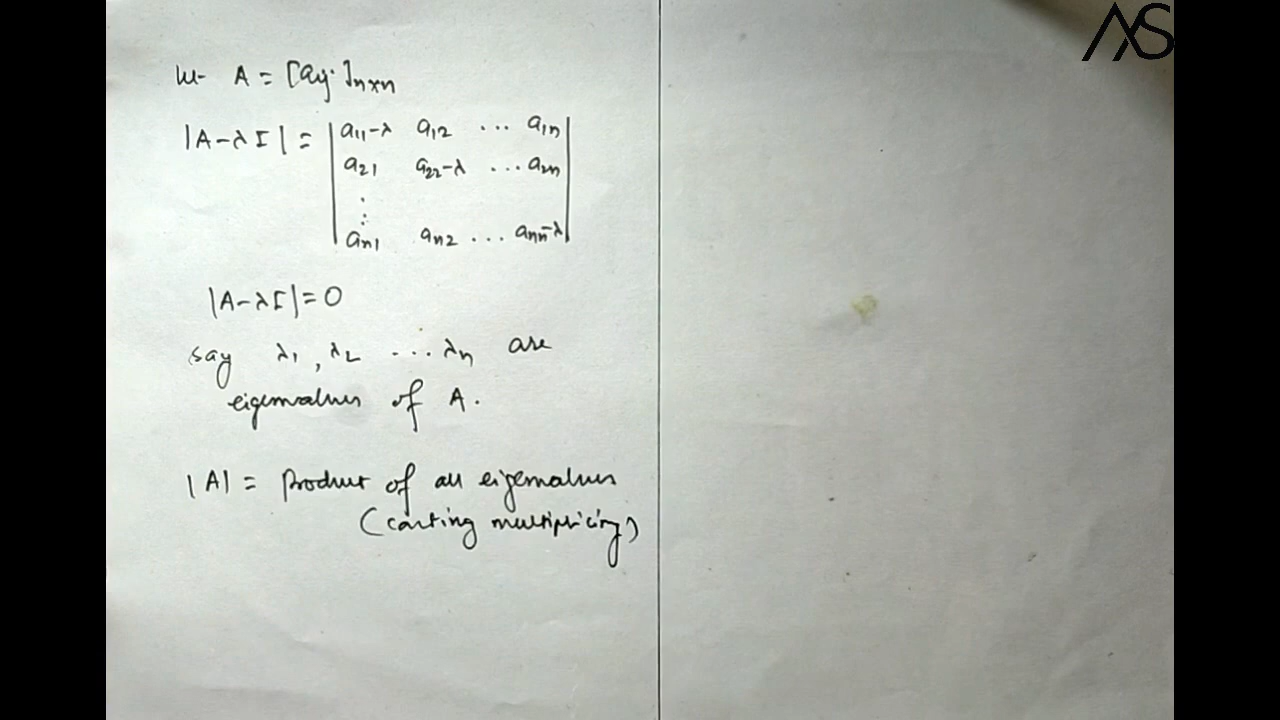 let A = [aij]n×n
|A-λI| = | a11-λ a12 ... a1n |
| a21 a22-λ ... a2n |
⋮
| an1 an2 ... ann-λ |
|A-λI|=0
say λ1, λ2 ... λn are
eigenvalues of A.
|A| = Product of all eigenvalues
(counting multiplicity)
AS